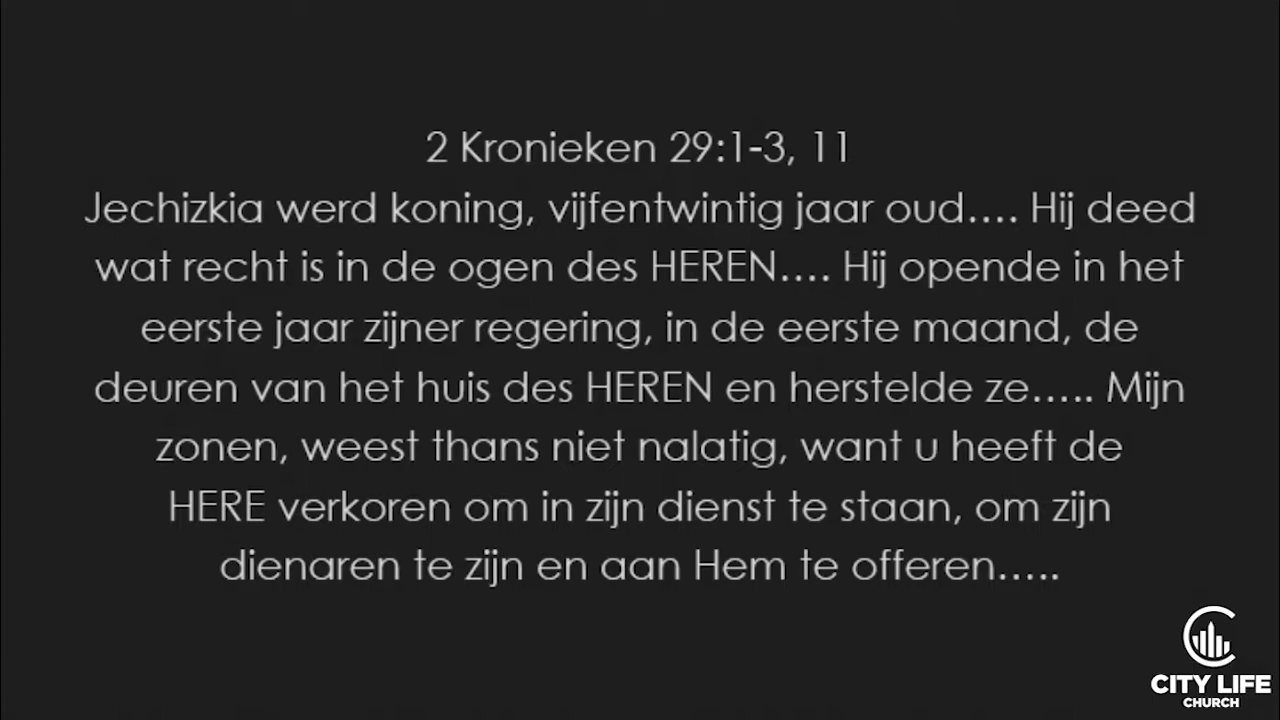 2 Kronieken 29:1-3, 11
Jechizkia werd koning, vijfentwintig jaar oud…. Hij deed
wat recht is in de ogen des HEREN…. Hij opende in het
eerste jaar zijner regering, in de eerste maand, de
deuren van het huis des HEREN en herstelde ze….. Mijn
zonen, weest thans niet nalatig, want u heeft de
HERE verkoren om in zijn dienst te staan, om zijn
dienaren te zijn en aan Hem te offeren…..
CITY LIFE
CHURCH